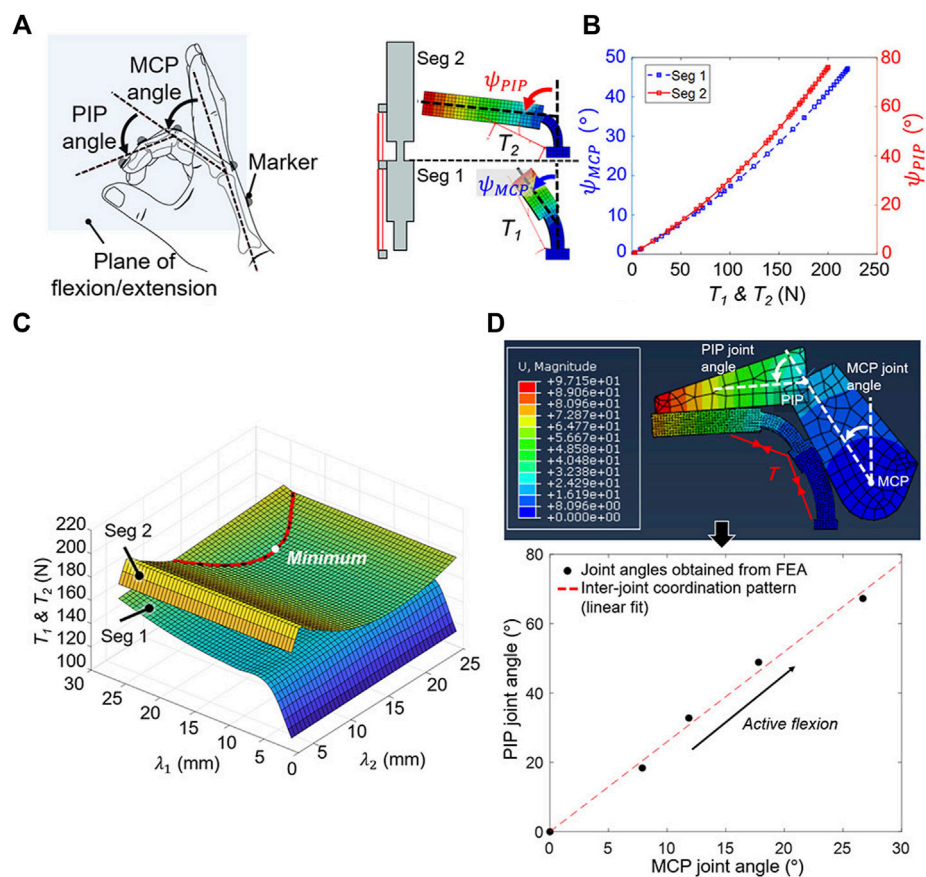 A
MCP
angle
PIP
angle
Marker
Plane of
flexion/extension
Seg 2
ψPIP
T2
Seg 1
ψMCP
T1
B
50
40
30
20
10
0
ψMCP (°)
Seg 1
Seg 2
80
60
40
20
0
ψPIP (°)
0 50 100 150 200 250
T1 & T2 (N)
C
220
200
180
160
140
120
100
T1 & T2 (N)
Seg 2
Seg 1
Minimum
30 25 20 15 10 5 0
λ1 (mm)
5 10 15 20 25
λ2 (mm)
D
U, Magnitude
+9.715e+01
+8.906e+01
+8.096e+01
+7.287e+01
+6.477e+01
+5.667e+01
+4.858e+01
+4.048e+01
+3.238e+01
+2.429e+01
+1.619e+01
+8.096e+00
+0.000e+00
PIP joint
angle
MCP joint
angle
PIP
MCP
T
80
60
40
20
0
PIP joint angle (°)
Joint angles obtained from FEA
Inter-joint coordination pattern
(linear fit)
Active flexion
0 5 10 15 20 25 30
MCP joint angle (°)